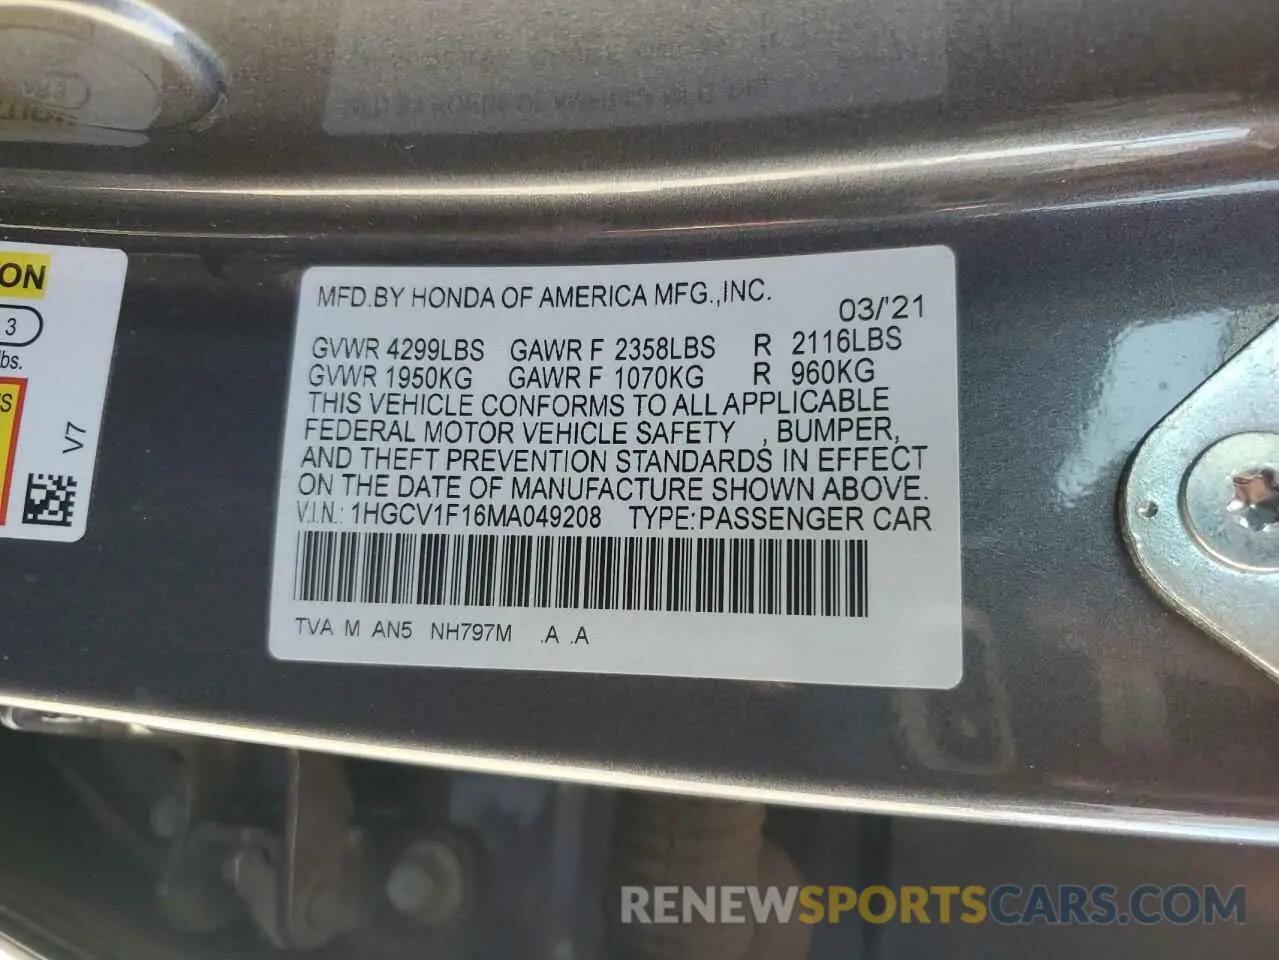 MFD.BY HONDA OF AMERICA MFG.,INC.
03/'21
GVWR 4299LBS GAWR F 2358LBS R 2116LBS
GVWR 1950KG GAWR F 1070KG R 960KG
THIS VEHICLE CONFORMS TO ALL APPLICABLE
FEDERAL MOTOR VEHICLE SAFETY , BUMPER,
AND THEFT PREVENTION STANDARDS IN EFFECT
ON THE DATE OF MANUFACTURE SHOWN ABOVE.
V.I.N.: 1HGCV1F16MA049208 TYPE:PASSENGER CAR
TVA M AN5 NH797M .A .A
ON
3
lbs.
V7
RENEWSPORTSCARS.COM